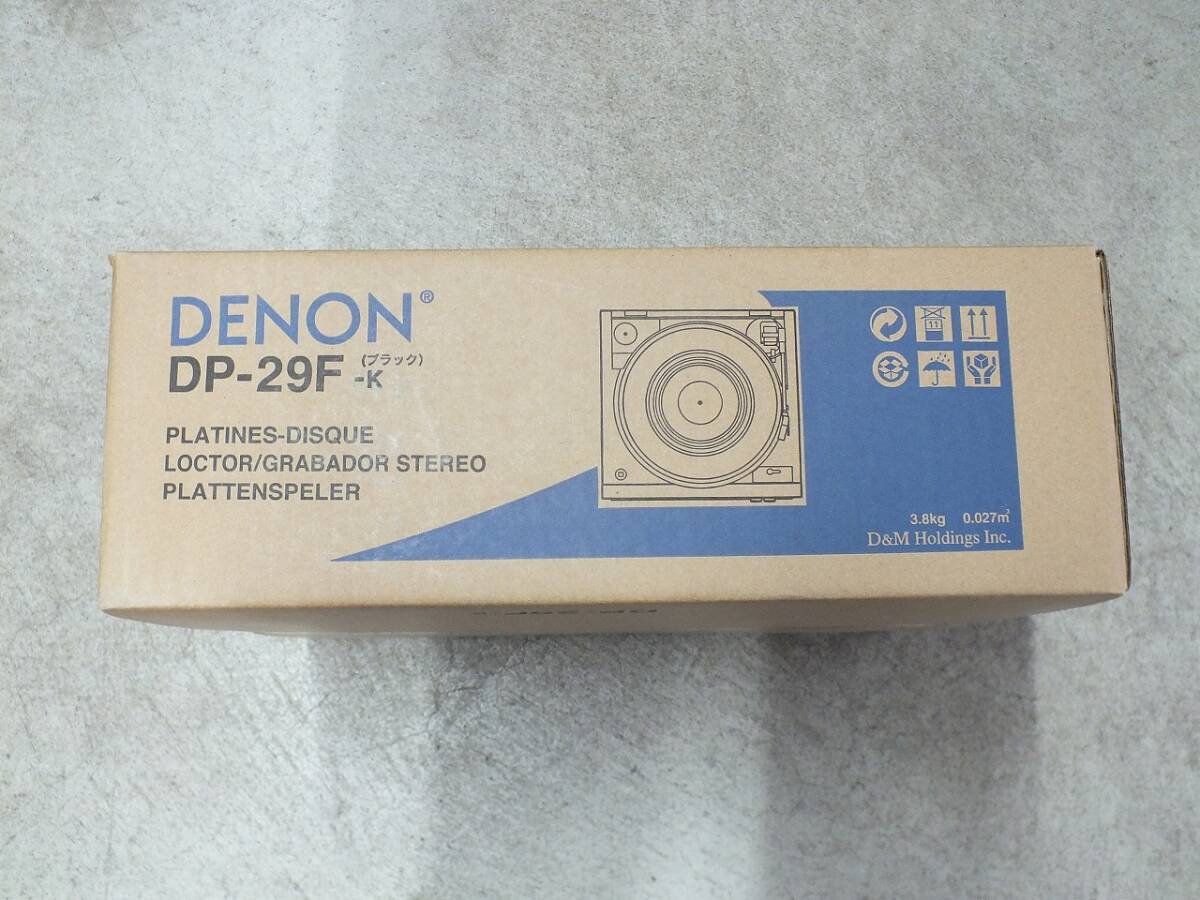 DENON®
DP-29F -K (ブラック)
PLATINES-DISQUE
LOCTOR/GRABADOR STEREO
PLATTENSPELER
11
3.8kg 0.027m³
D&M Holdings Inc.